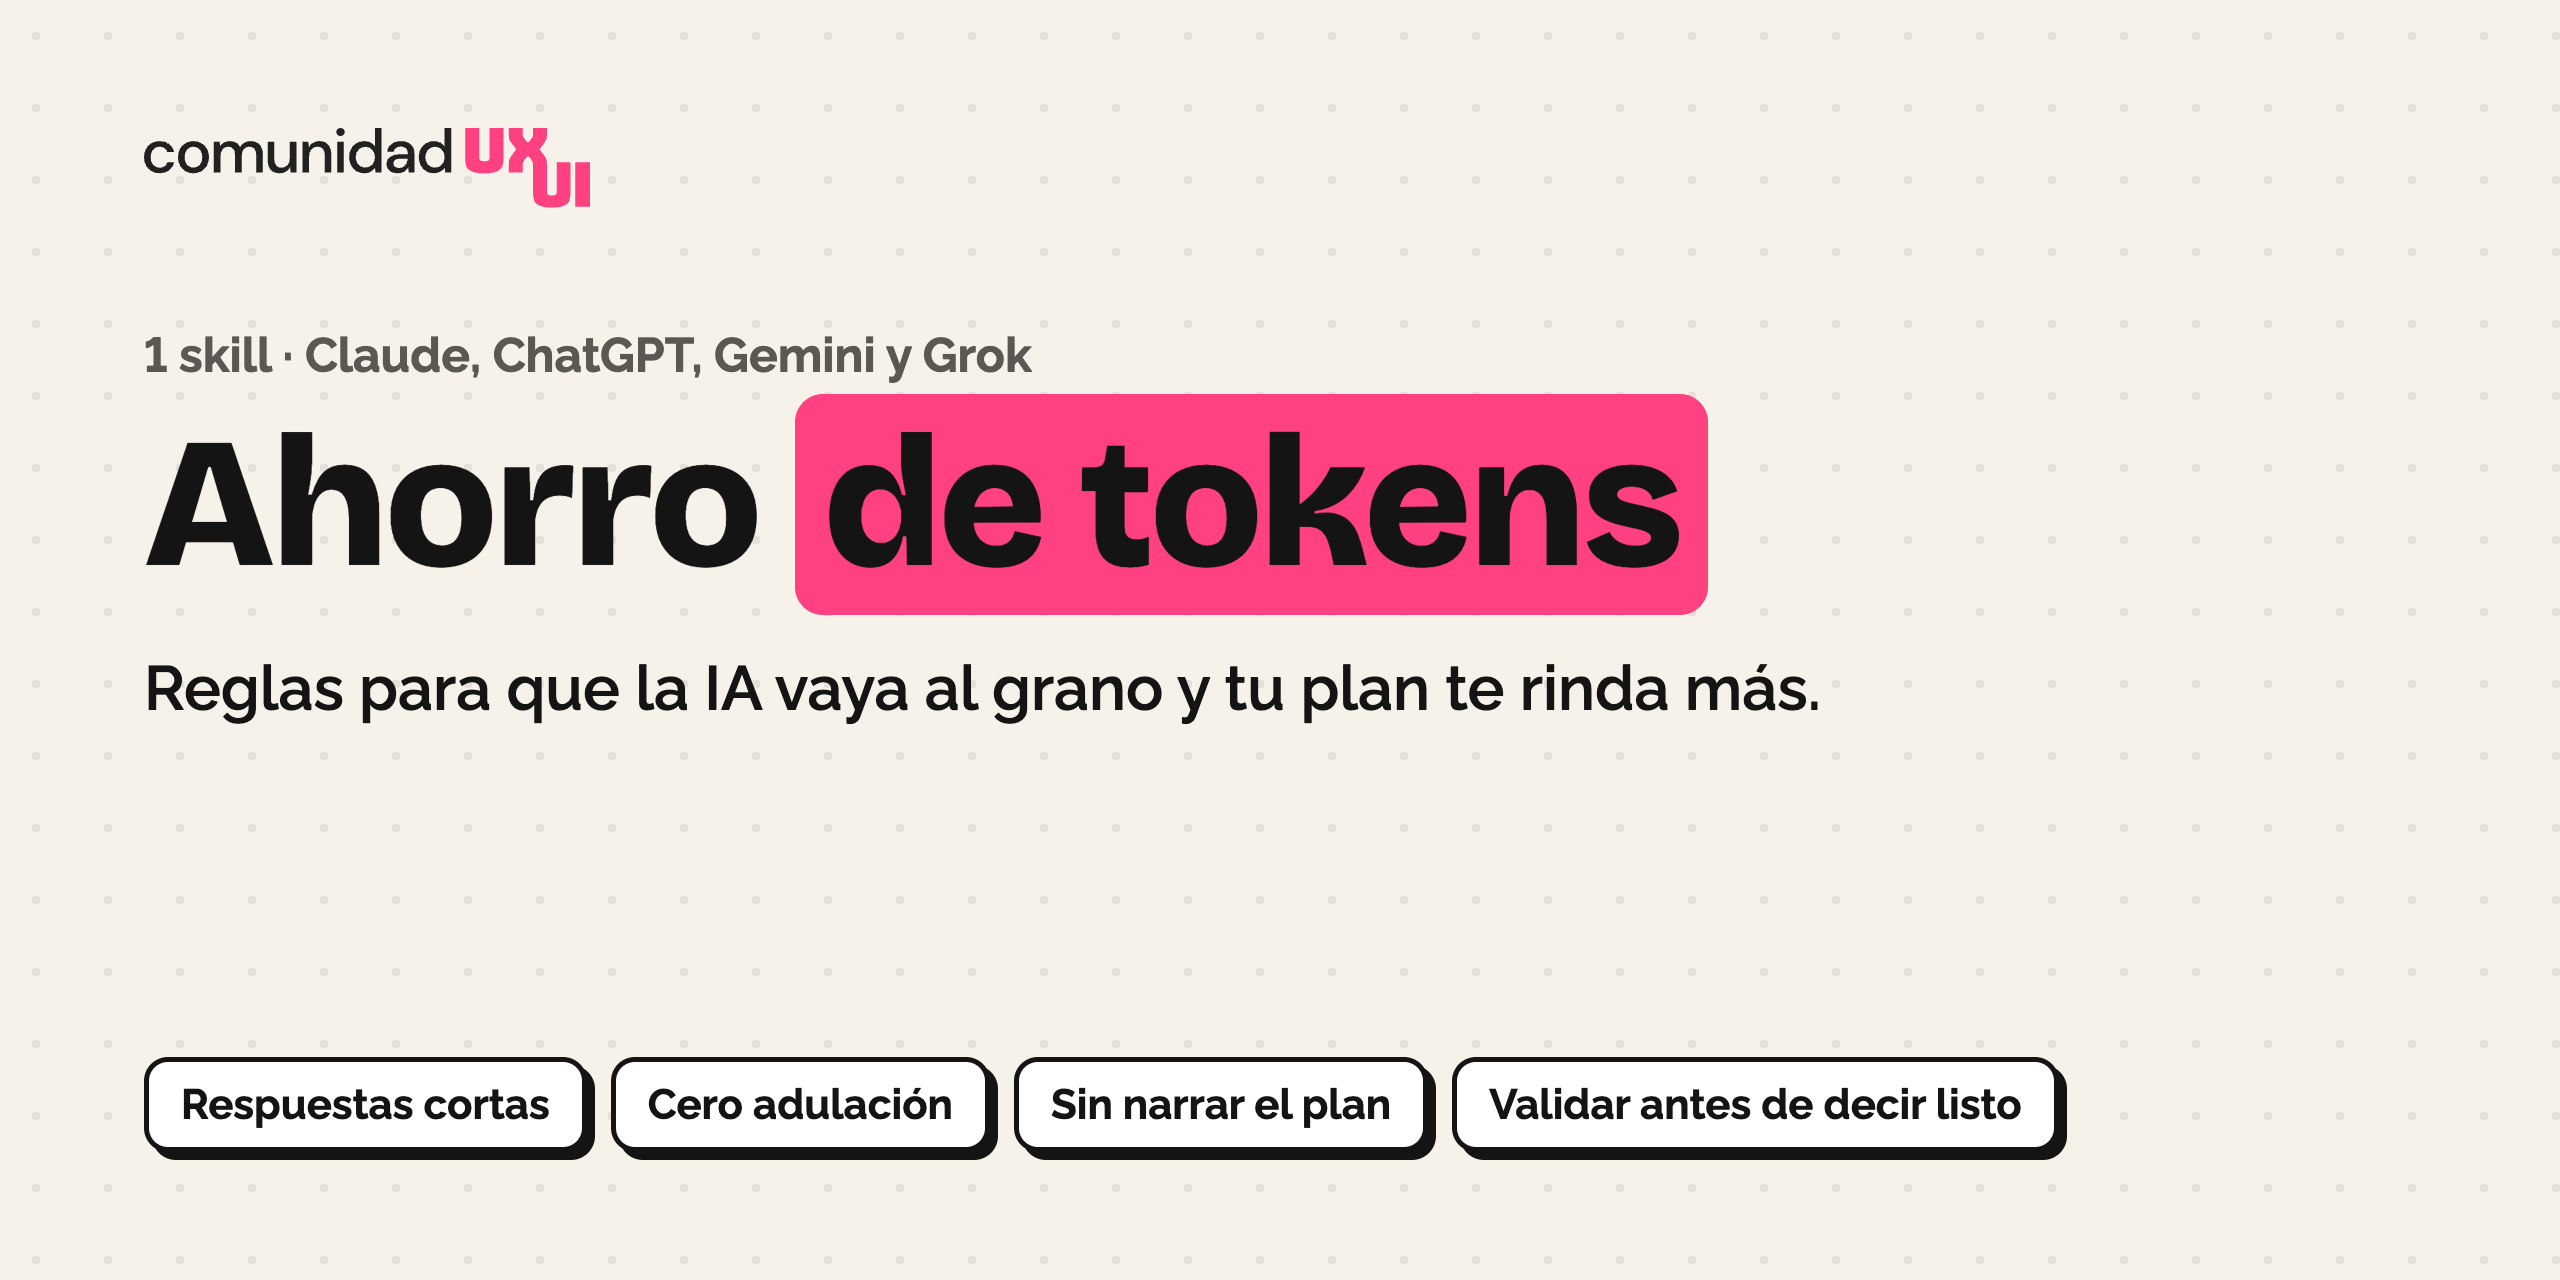 comunidad UX UI
1 skill · Claude, ChatGPT, Gemini y Grok
Ahorro de tokens
Reglas para que la IA vaya al grano y tu plan te rinda más.
Respuestas cortas
Cero adulación
Sin narrar el plan
Validar antes de decir listo